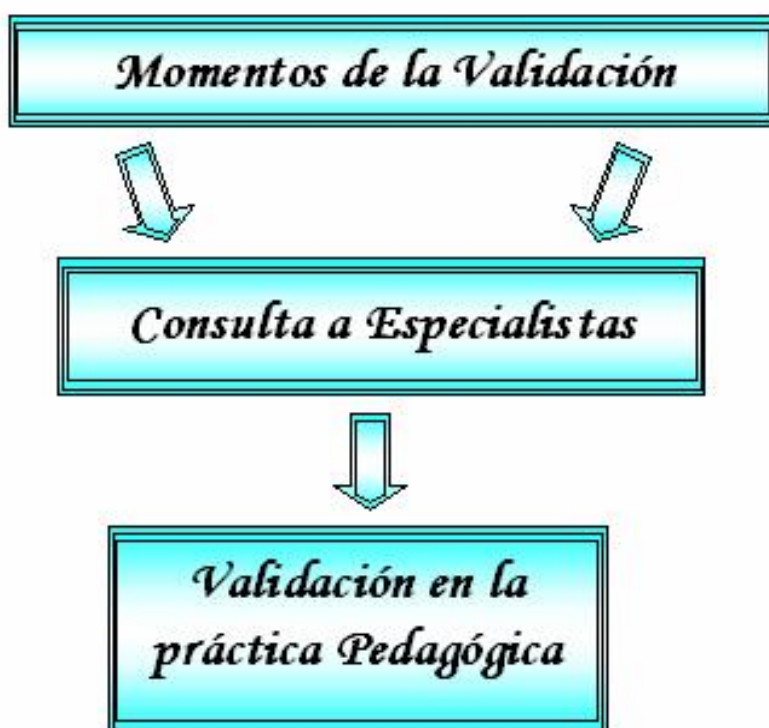 Momentos de la Validación
Consulta a Especialistas
Validación en la
práctica Pedagógica